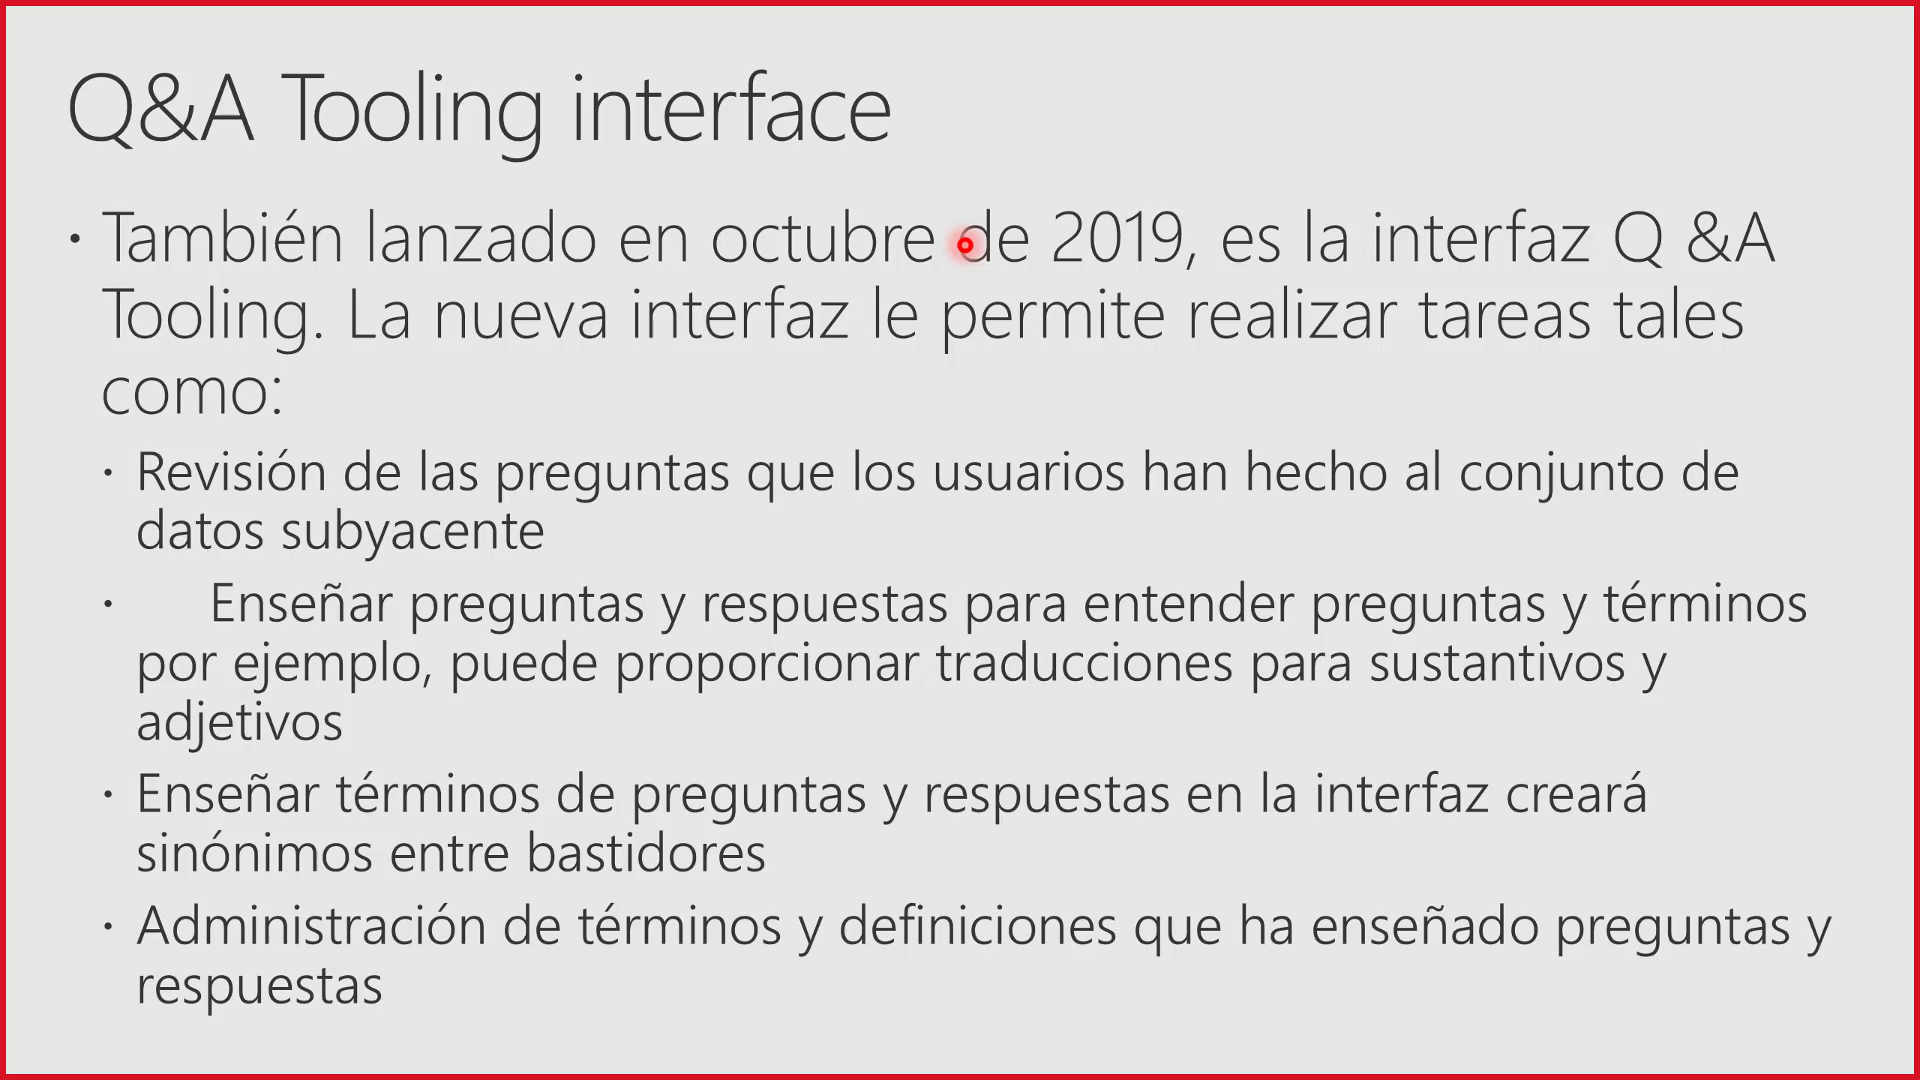 Q&A Tooling interface
· También lanzado en octubre de 2019, es la interfaz Q &A
Tooling. La nueva interfaz le permite realizar tareas tales
como:
· Revisión de las preguntas que los usuarios han hecho al conjunto de
datos subyacente
· Enseñar preguntas y respuestas para entender preguntas y términos
por ejemplo, puede proporcionar traducciones para sustantivos y
adjetivos
· Enseñar términos de preguntas y respuestas en la interfaz creará
sinónimos entre bastidores
· Administración de términos y definiciones que ha enseñado preguntas y
respuestas